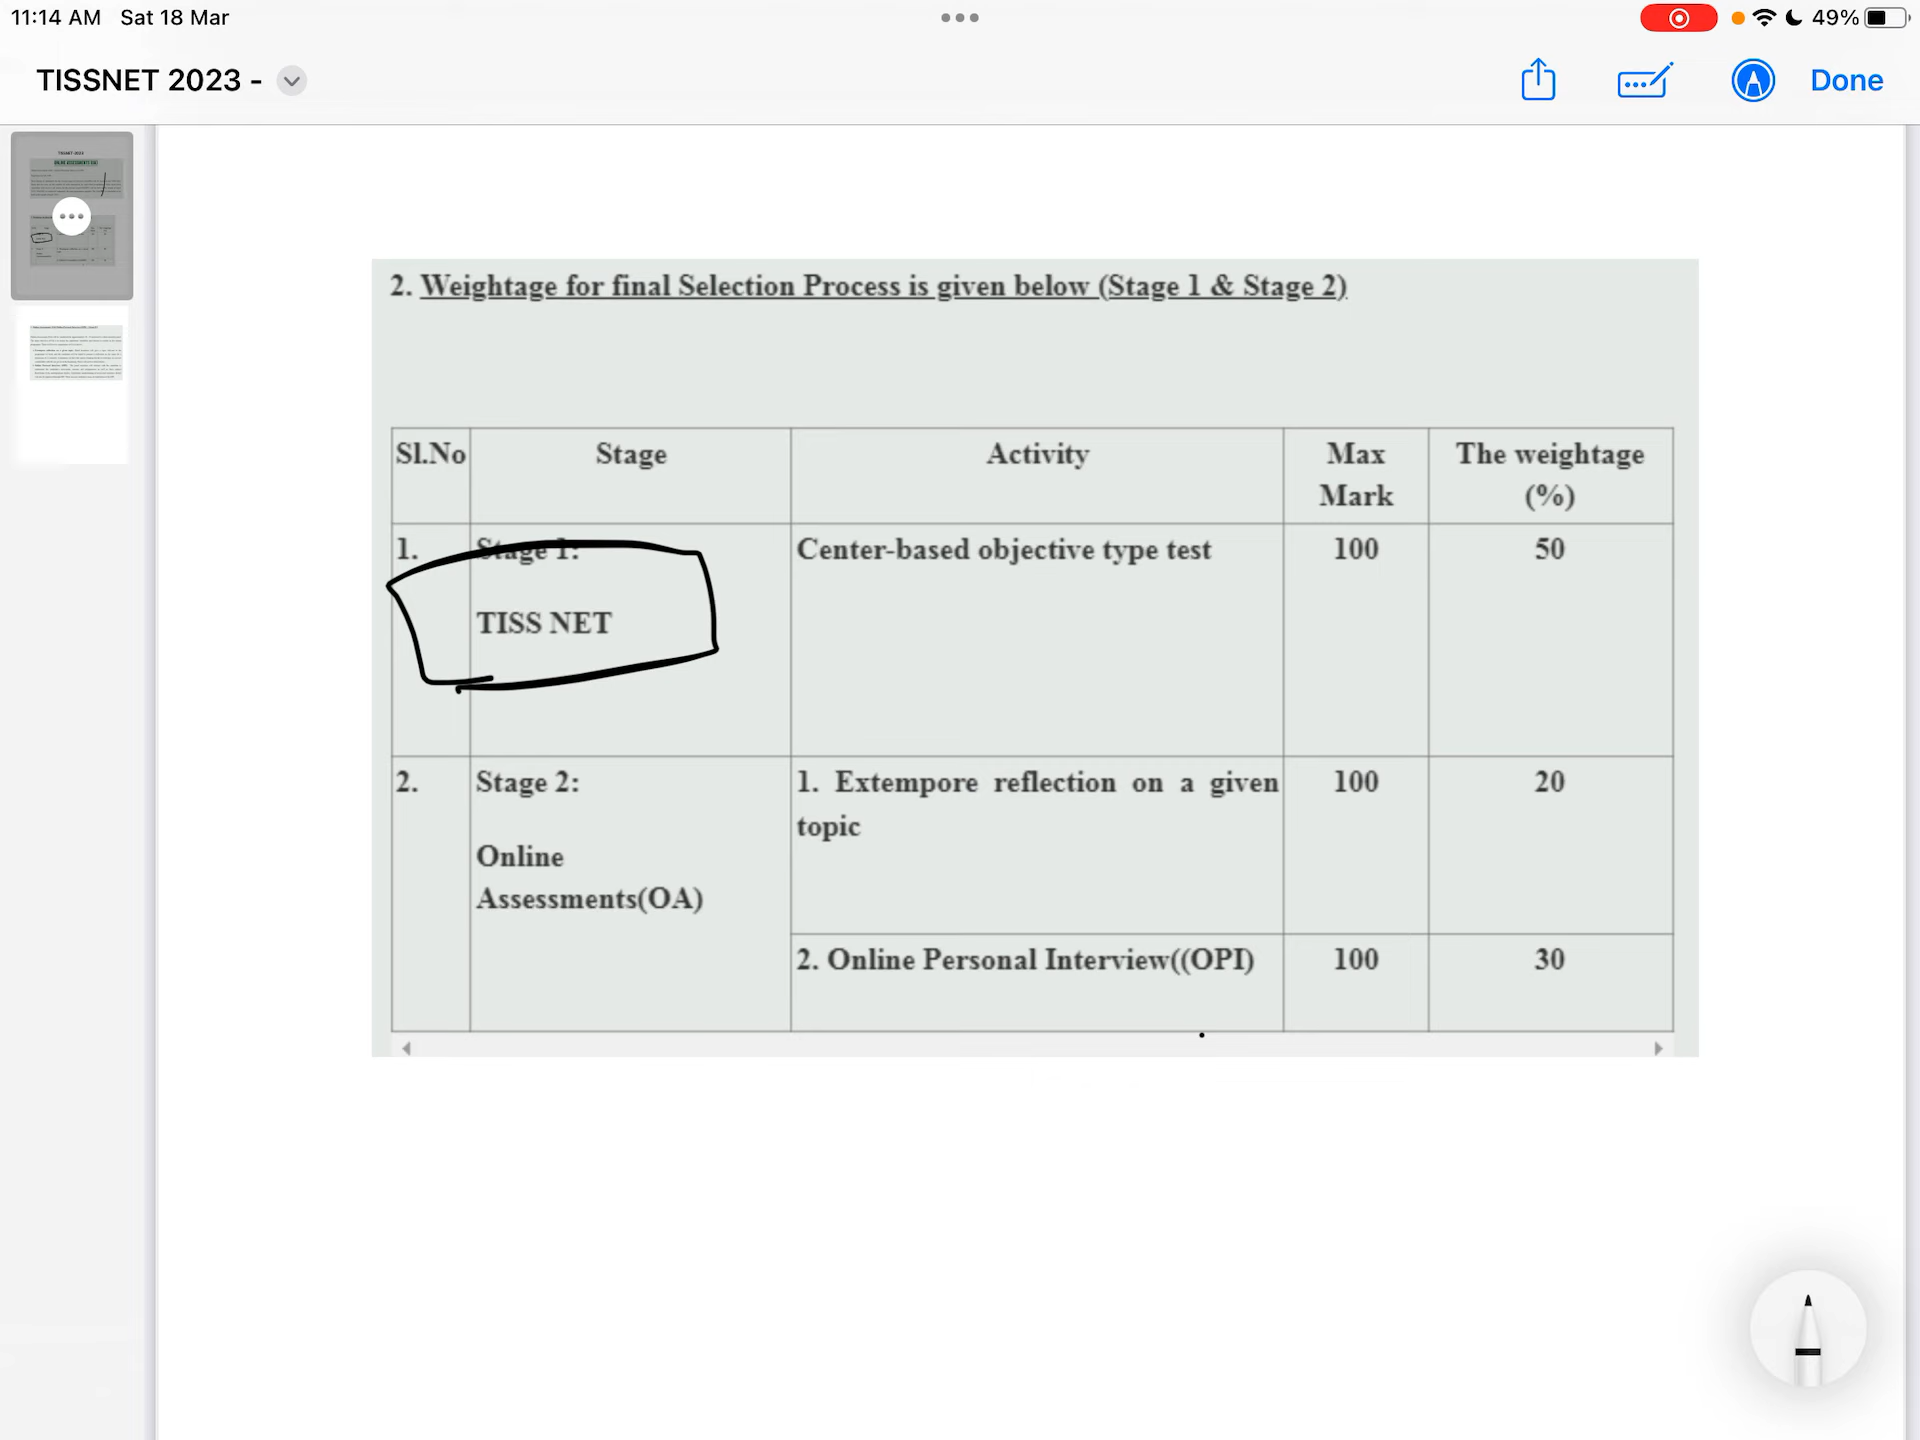 11:14 AM Sat 18 Mar
49%
TISSNET 2023 -
Done
2. Weightage for final Selection Process is given below (Stage 1 & Stage 2)
Sl.No Stage Activity Max Mark The weightage (%)
1. Stage 1: Center-based objective type test 100 50
TISS NET
2. Stage 2: 1. Extempore reflection on a given 100 20
topic
Online
Assessments(OA)
2. Online Personal Interview((OPI) 100 30